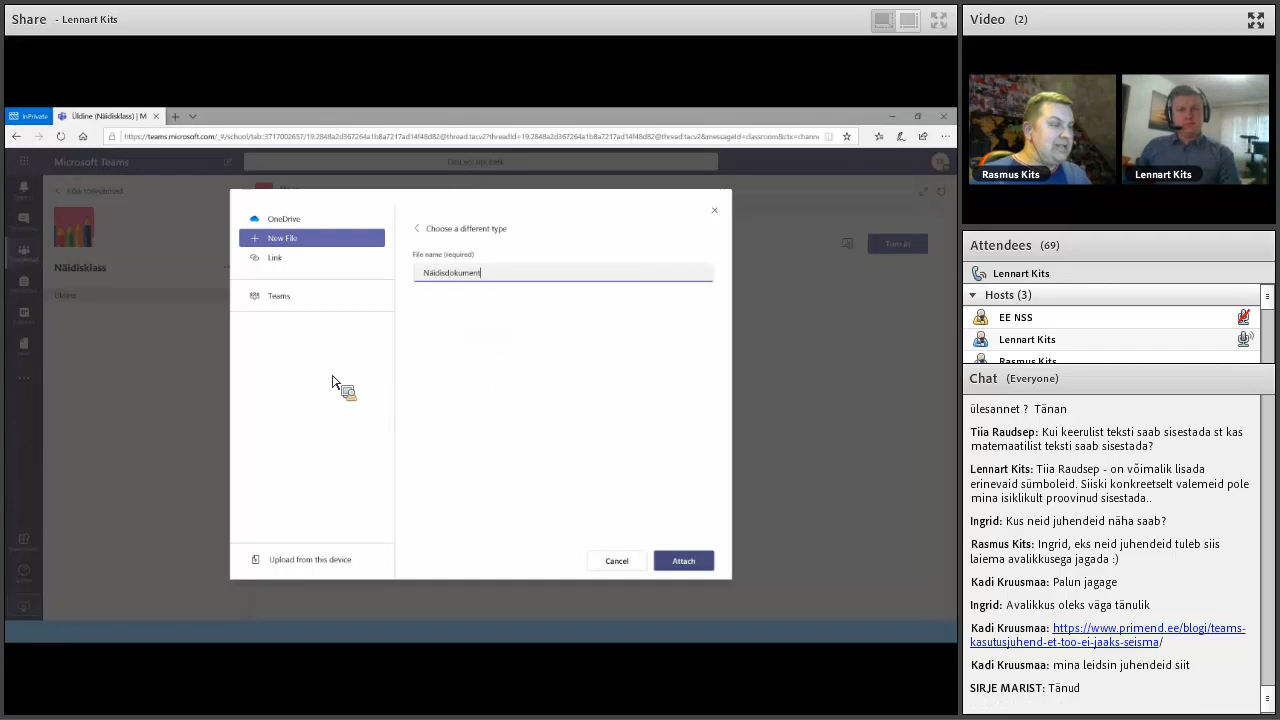 Share - Lennart Kits
Video (2)
InPrivate
Üldine (Näidisklass) | M
Microsoft Teams
Näidisklass
Üldine
Turn in
OneDrive
New File
Link
Teams
Upload from this device
Choose a different type
File name (required)
Näidisdokument
Cancel
Attach
Rasmus Kits
Lennart Kits
Attendees (69)
Lennart Kits
Hosts (3)
EE NSS
Lennart Kits
Rasmus Kits
Chat (Everyone)
ülesannet ? Tänan
Tiia Raudsep: Kui keerulist teksti saab sisestada st kas
matemaatilist teksti saab sisestada?
Lennart Kits: Tiia Raudsep - on võimalik lisada
erinevaid sümboleid. Siiski konkreetselt valemeid pole
mina isiklikult proovinud sisestada..
Ingrid: Kus neid juhendeid näha saab?
Rasmus Kits: Ingrid, eks neid juhendeid tuleb siis
laiema avalikkusega jagada :)
Kadi Kruusmaa: Palun jagage
Ingrid: Avalikkus oleks väga tänulik
Kadi Kruusmaa: https://www.primend.ee/blogi/teams-
kasutusjuhend-et-too-ei-jaaks-seisma/
Kadi Kruusmaa: mina leidsin juhendeid siit
SIRJE MARIST: Tänud